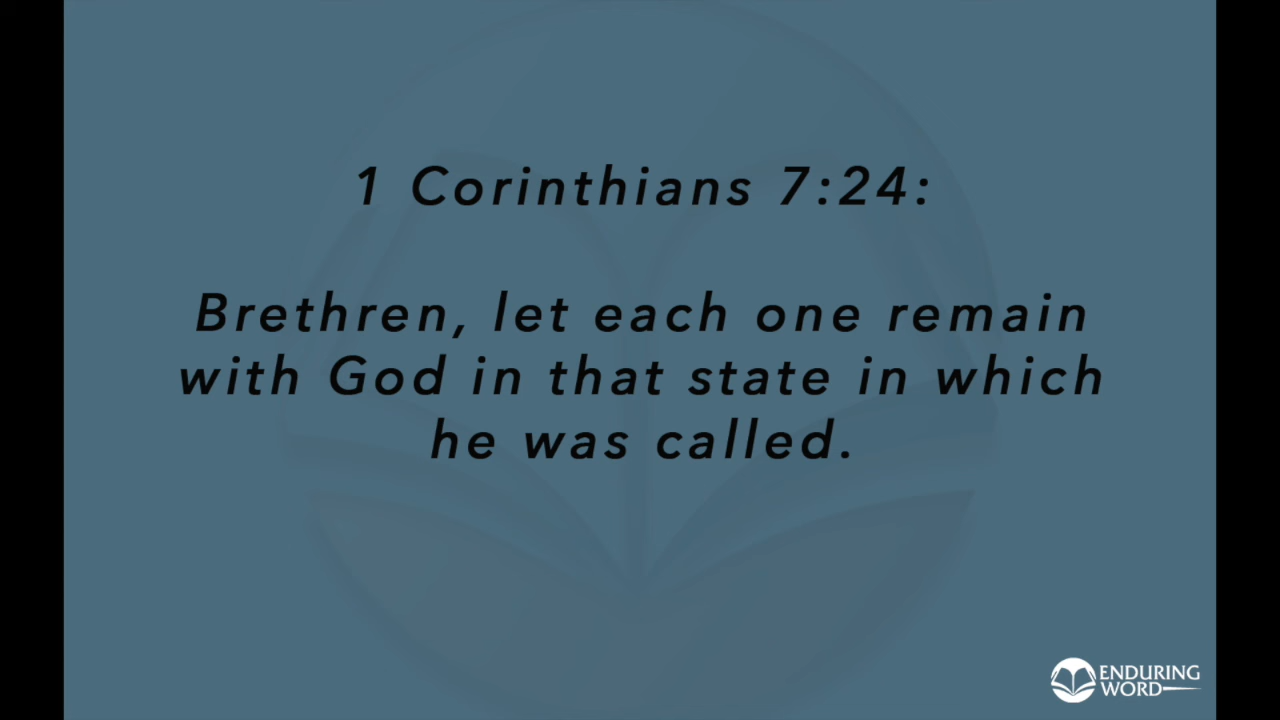 1 Corinthians 7:24:
Brethren, let each one remain
with God in that state in which
he was called.
ENDURING
WORD